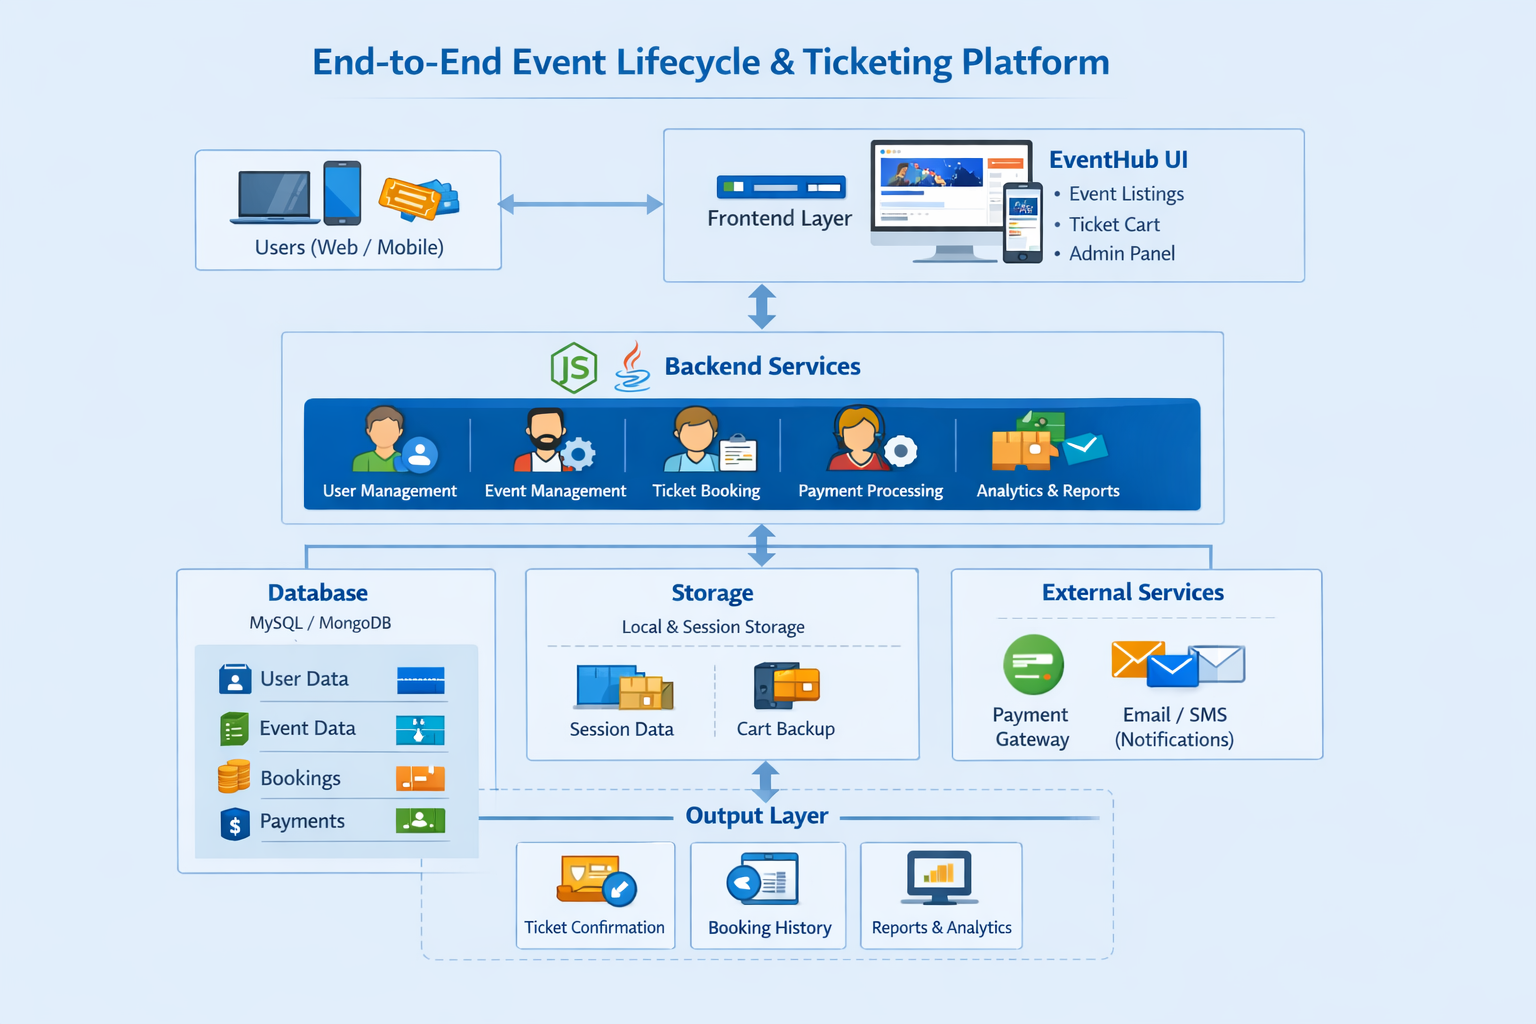 End-to-End Event Lifecycle & Ticketing Platform
Users (Web / Mobile)
Frontend Layer
EventHub UI
• Event Listings
• Ticket Cart
• Admin Panel
JS
Backend Services
User Management
Event Management
Ticket Booking
Payment Processing
Analytics & Reports
Database
MySQL / MongoDB
User Data
Event Data
Bookings
$
Payments
Storage
Local & Session Storage
Session Data
Cart Backup
External Services
Payment
Gateway
Email / SMS
(Notifications)
Output Layer
Ticket Confirmation
Booking History
Reports & Analytics